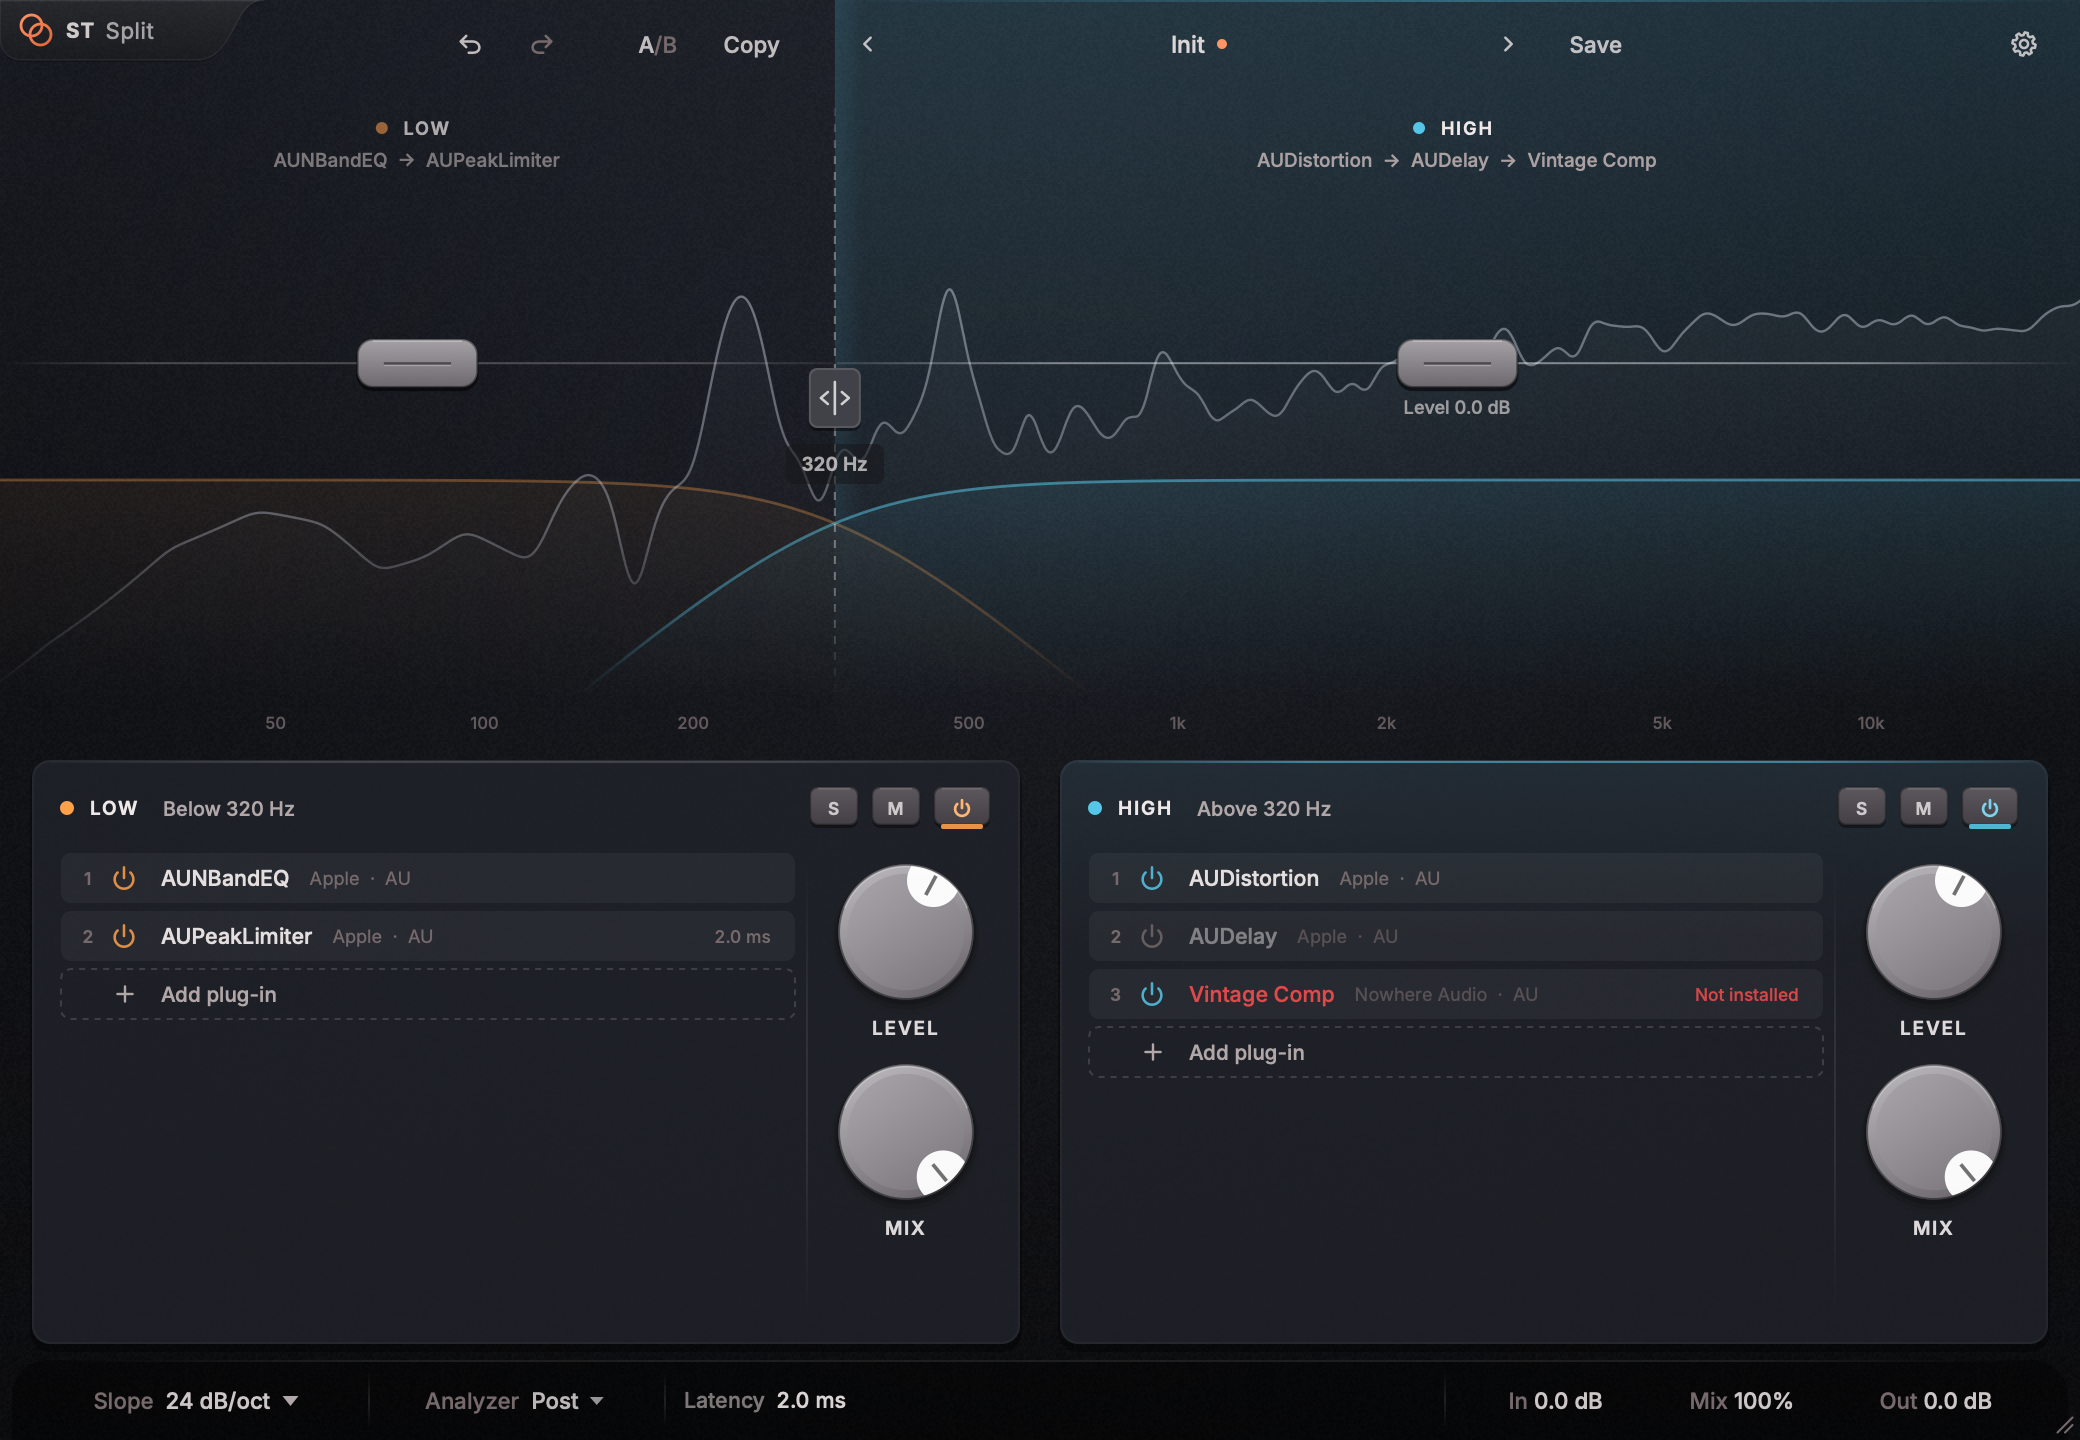 ST Split
A/B Copy Init Save
LOW
AUNBandEQ → AUPeakLimiter
HIGH
AUDistortion → AUDelay → Vintage Comp
Level 0.0 dB
320 Hz
50 100 200 500 1k 2k 5k 10k
LOW Below 320 Hz S M
1 AUNBandEQ Apple · AU
2 AUPeakLimiter Apple · AU 2.0 ms
+ Add plug-in
LEVEL
MIX
HIGH Above 320 Hz S M
1 AUDistortion Apple · AU
2 AUDelay Apple · AU
3 Vintage Comp Nowhere Audio · AU Not installed
+ Add plug-in
LEVEL
MIX
Slope 24 dB/oct Analyzer Post Latency 2.0 ms In 0.0 dB Mix 100% Out 0.0 dB